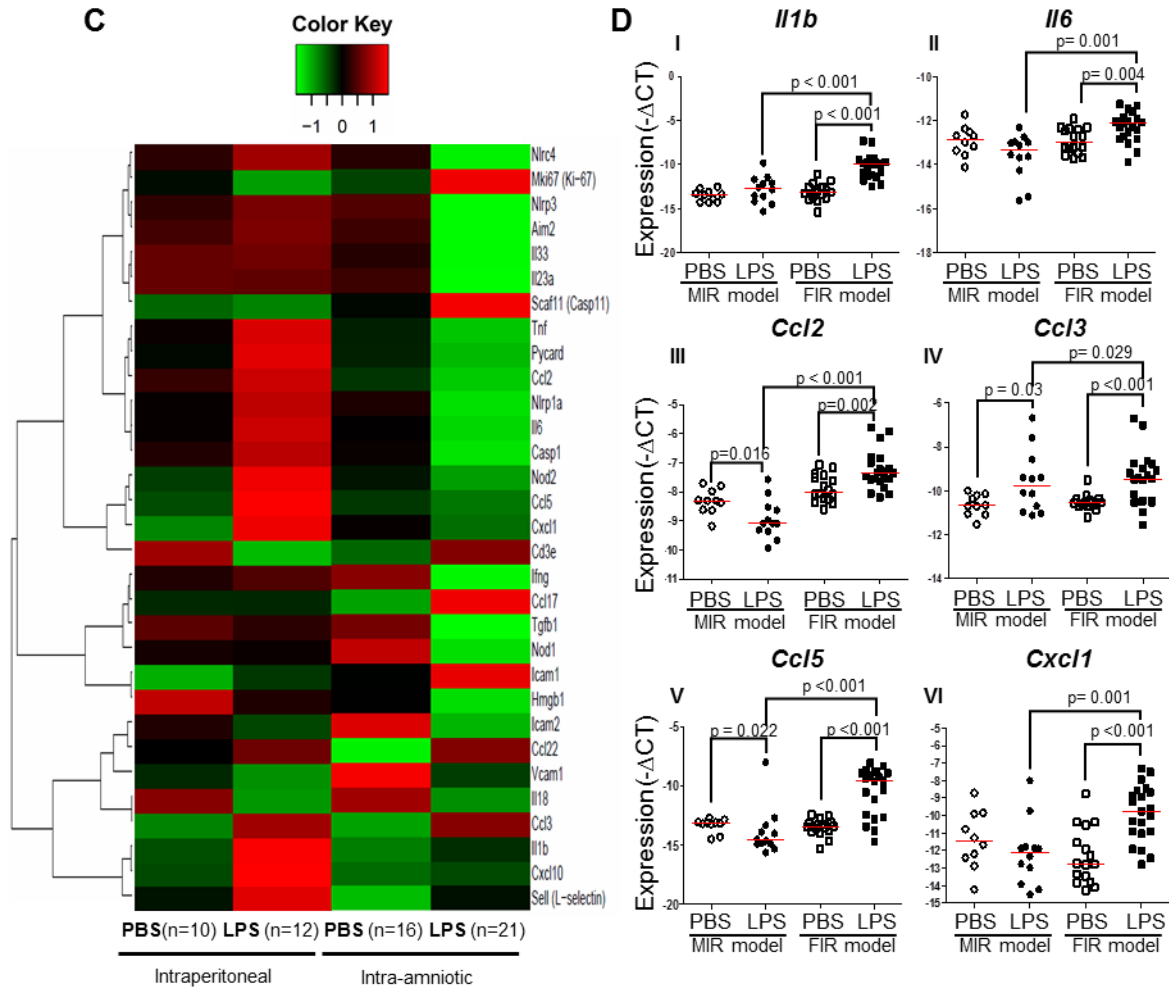 C
Color Key
−1 0 1
Nlrc4
Mki67 (Ki−67)
Nlrp3
Aim2
Il33
Il23a
Scaf11 (Casp11)
Tnf
Pycard
Ccl2
Nlrp1a
Il6
Casp1
Nod2
Ccl5
Cxcl1
Cd3e
Ifng
Ccl17
Tgfb1
Nod1
Icam1
Hmgb1
Icam2
Ccl22
Vcam1
Il18
Ccl3
Il1b
Cxcl10
Sell (L−selectin)
PBS(n=10) LPS (n=12) PBS (n=16) LPS (n=21)
Intraperitoneal Intra-amniotic
D
Il1b
I
Expression (-ΔCT)
0
-5
-10
-15
-20
p < 0.001
p < 0.001
PBS LPS PBS LPS
MIR model FIR model
Il6
II
-10
-12
-14
-16
-18
p= 0.001
p= 0.004
PBS LPS PBS LPS
MIR model FIR model
Ccl2
III
Expression (-ΔCT)
-5
-6
-7
-8
-9
-10
-11
p < 0.001
p=0.002
p=0.016
PBS LPS PBS LPS
MIR model FIR model
Ccl3
IV
-6
-8
-10
-12
-14
p= 0.029
p = 0.03
p<0.001
PBS LPS PBS LPS
MIR model FIR model
Ccl5
V
Expression (-ΔCT)
-5
-10
-15
-20
p <0.001
p = 0.022
p <0.001
PBS LPS PBS LPS
MIR model FIR model
Cxcl1
VI
-6
-7
-8
-9
-10
-11
-12
-13
-14
-15
p = 0.001
p <0.001
PBS LPS PBS LPS
MIR model FIR model